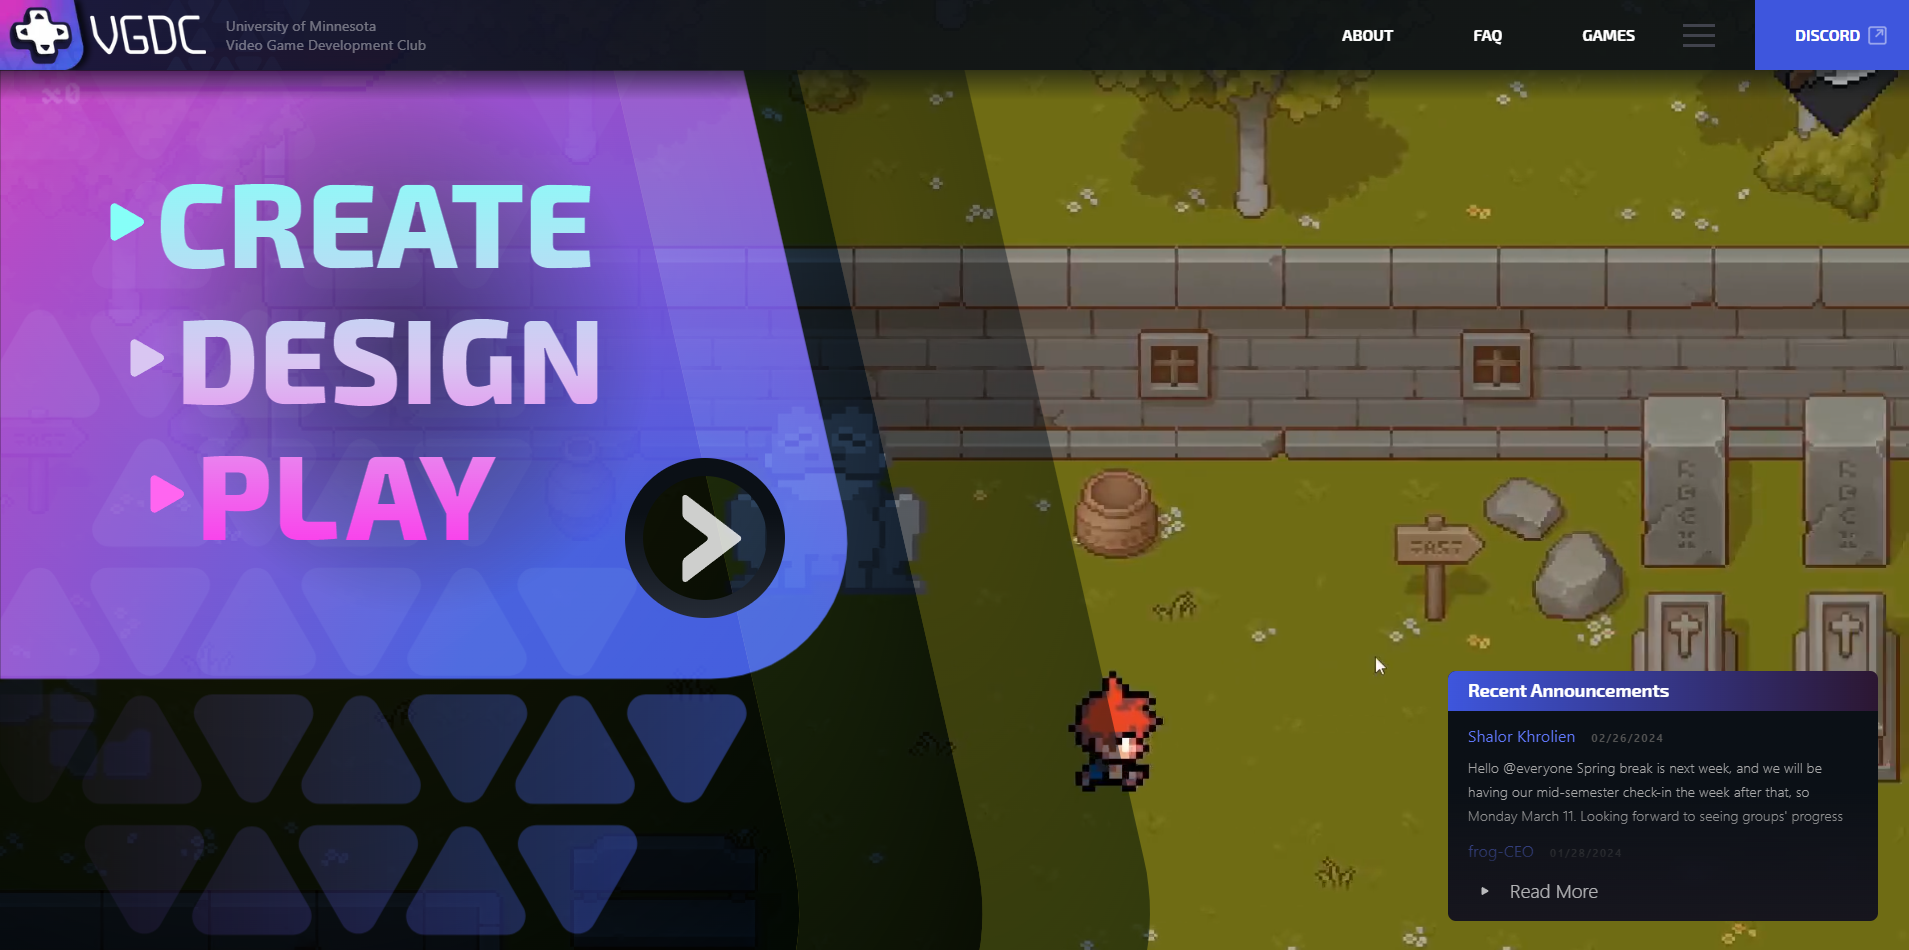 VGDC
University of Minnesota
Video Game Development Club
ABOUT
FAQ
GAMES
DISCORD
x0
CREATE
DESIGN
PLAY
Recent Announcements
Shalor Khrolien 02/26/2024
Hello @everyone Spring break is next week, and we will be
having our mid-semester check-in the week after that, so
Monday March 11. Looking forward to seeing groups' progress
frog-CEO 01/28/2024
Read More